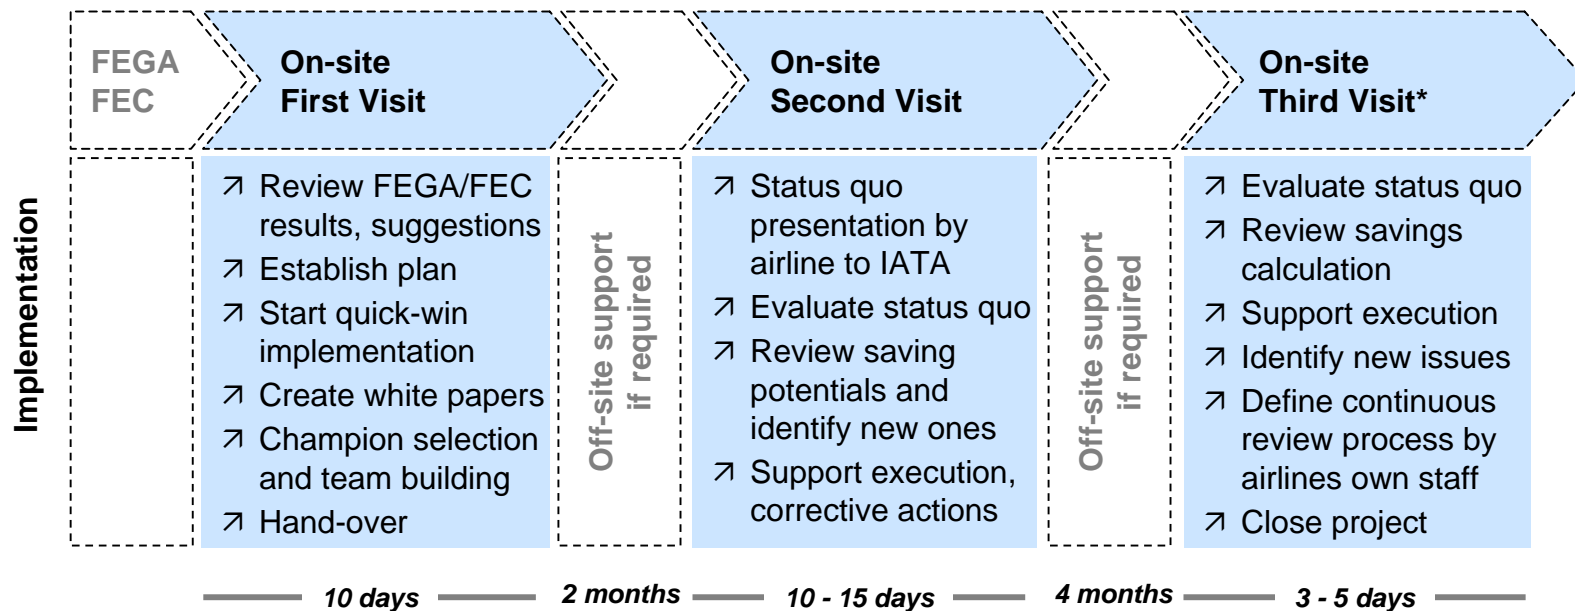 FEGA
FEC
On-site
First Visit
On-site
Second Visit
On-site
Third Visit*
Implementation
↗ Review FEGA/FEC
results, suggestions
↗ Establish plan
↗ Start quick-win
implementation
↗ Create white papers
↗ Champion selection
and team building
↗ Hand-over
Off-site support
if required
↗ Status quo
presentation by
airline to IATA
↗ Evaluate status quo
↗ Review saving
potentials and
identify new ones
↗ Support execution,
corrective actions
Off-site support
if required
↗ Evaluate status quo
↗ Review savings
calculation
↗ Support execution
↗ Identify new issues
↗ Define continuous
review process by
airlines own staff
↗ Close project
10 days
2 months
10 - 15 days
4 months
3 - 5 days